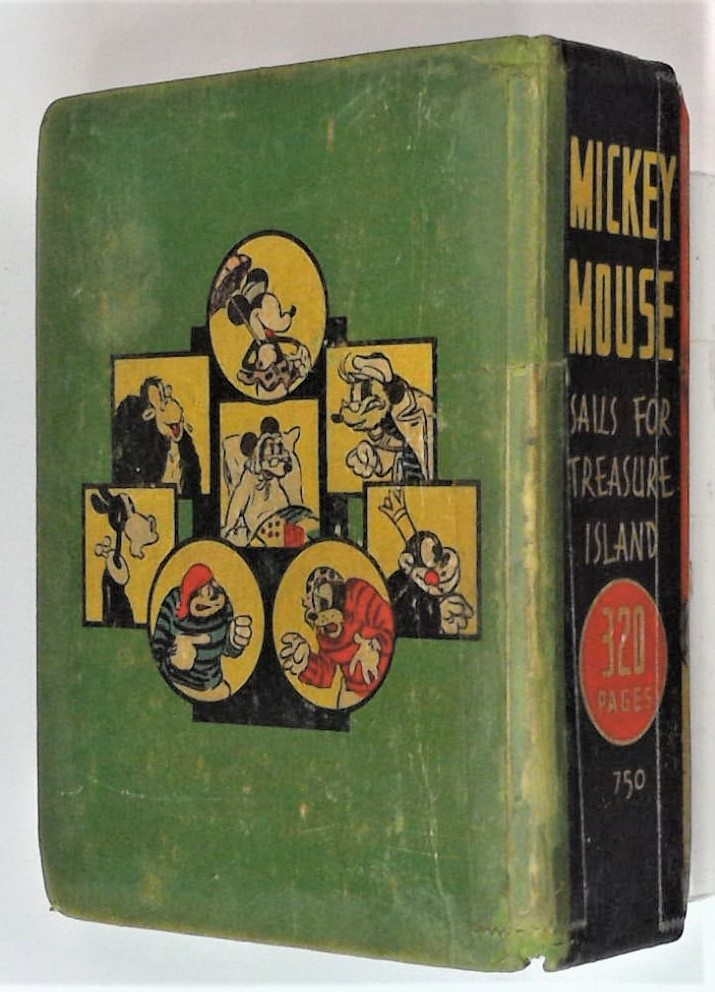 MICKEY
MOUSE
SAILS FOR
TREASURE
ISLAND
320
PAGES
750